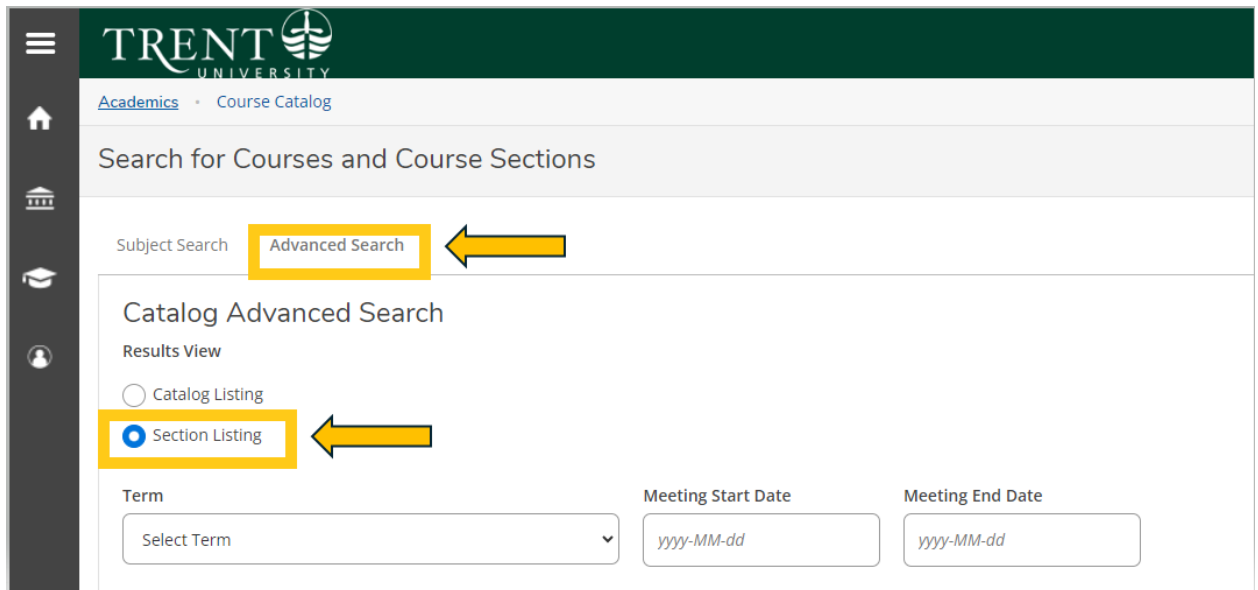 TRENT
UNIVERSITY
Academics · Course Catalog
Search for Courses and Course Sections
Subject Search Advanced Search
Catalog Advanced Search
Results View
Catalog Listing
Section Listing
Term Meeting Start Date Meeting End Date
Select Term yyyy-MM-dd yyyy-MM-dd